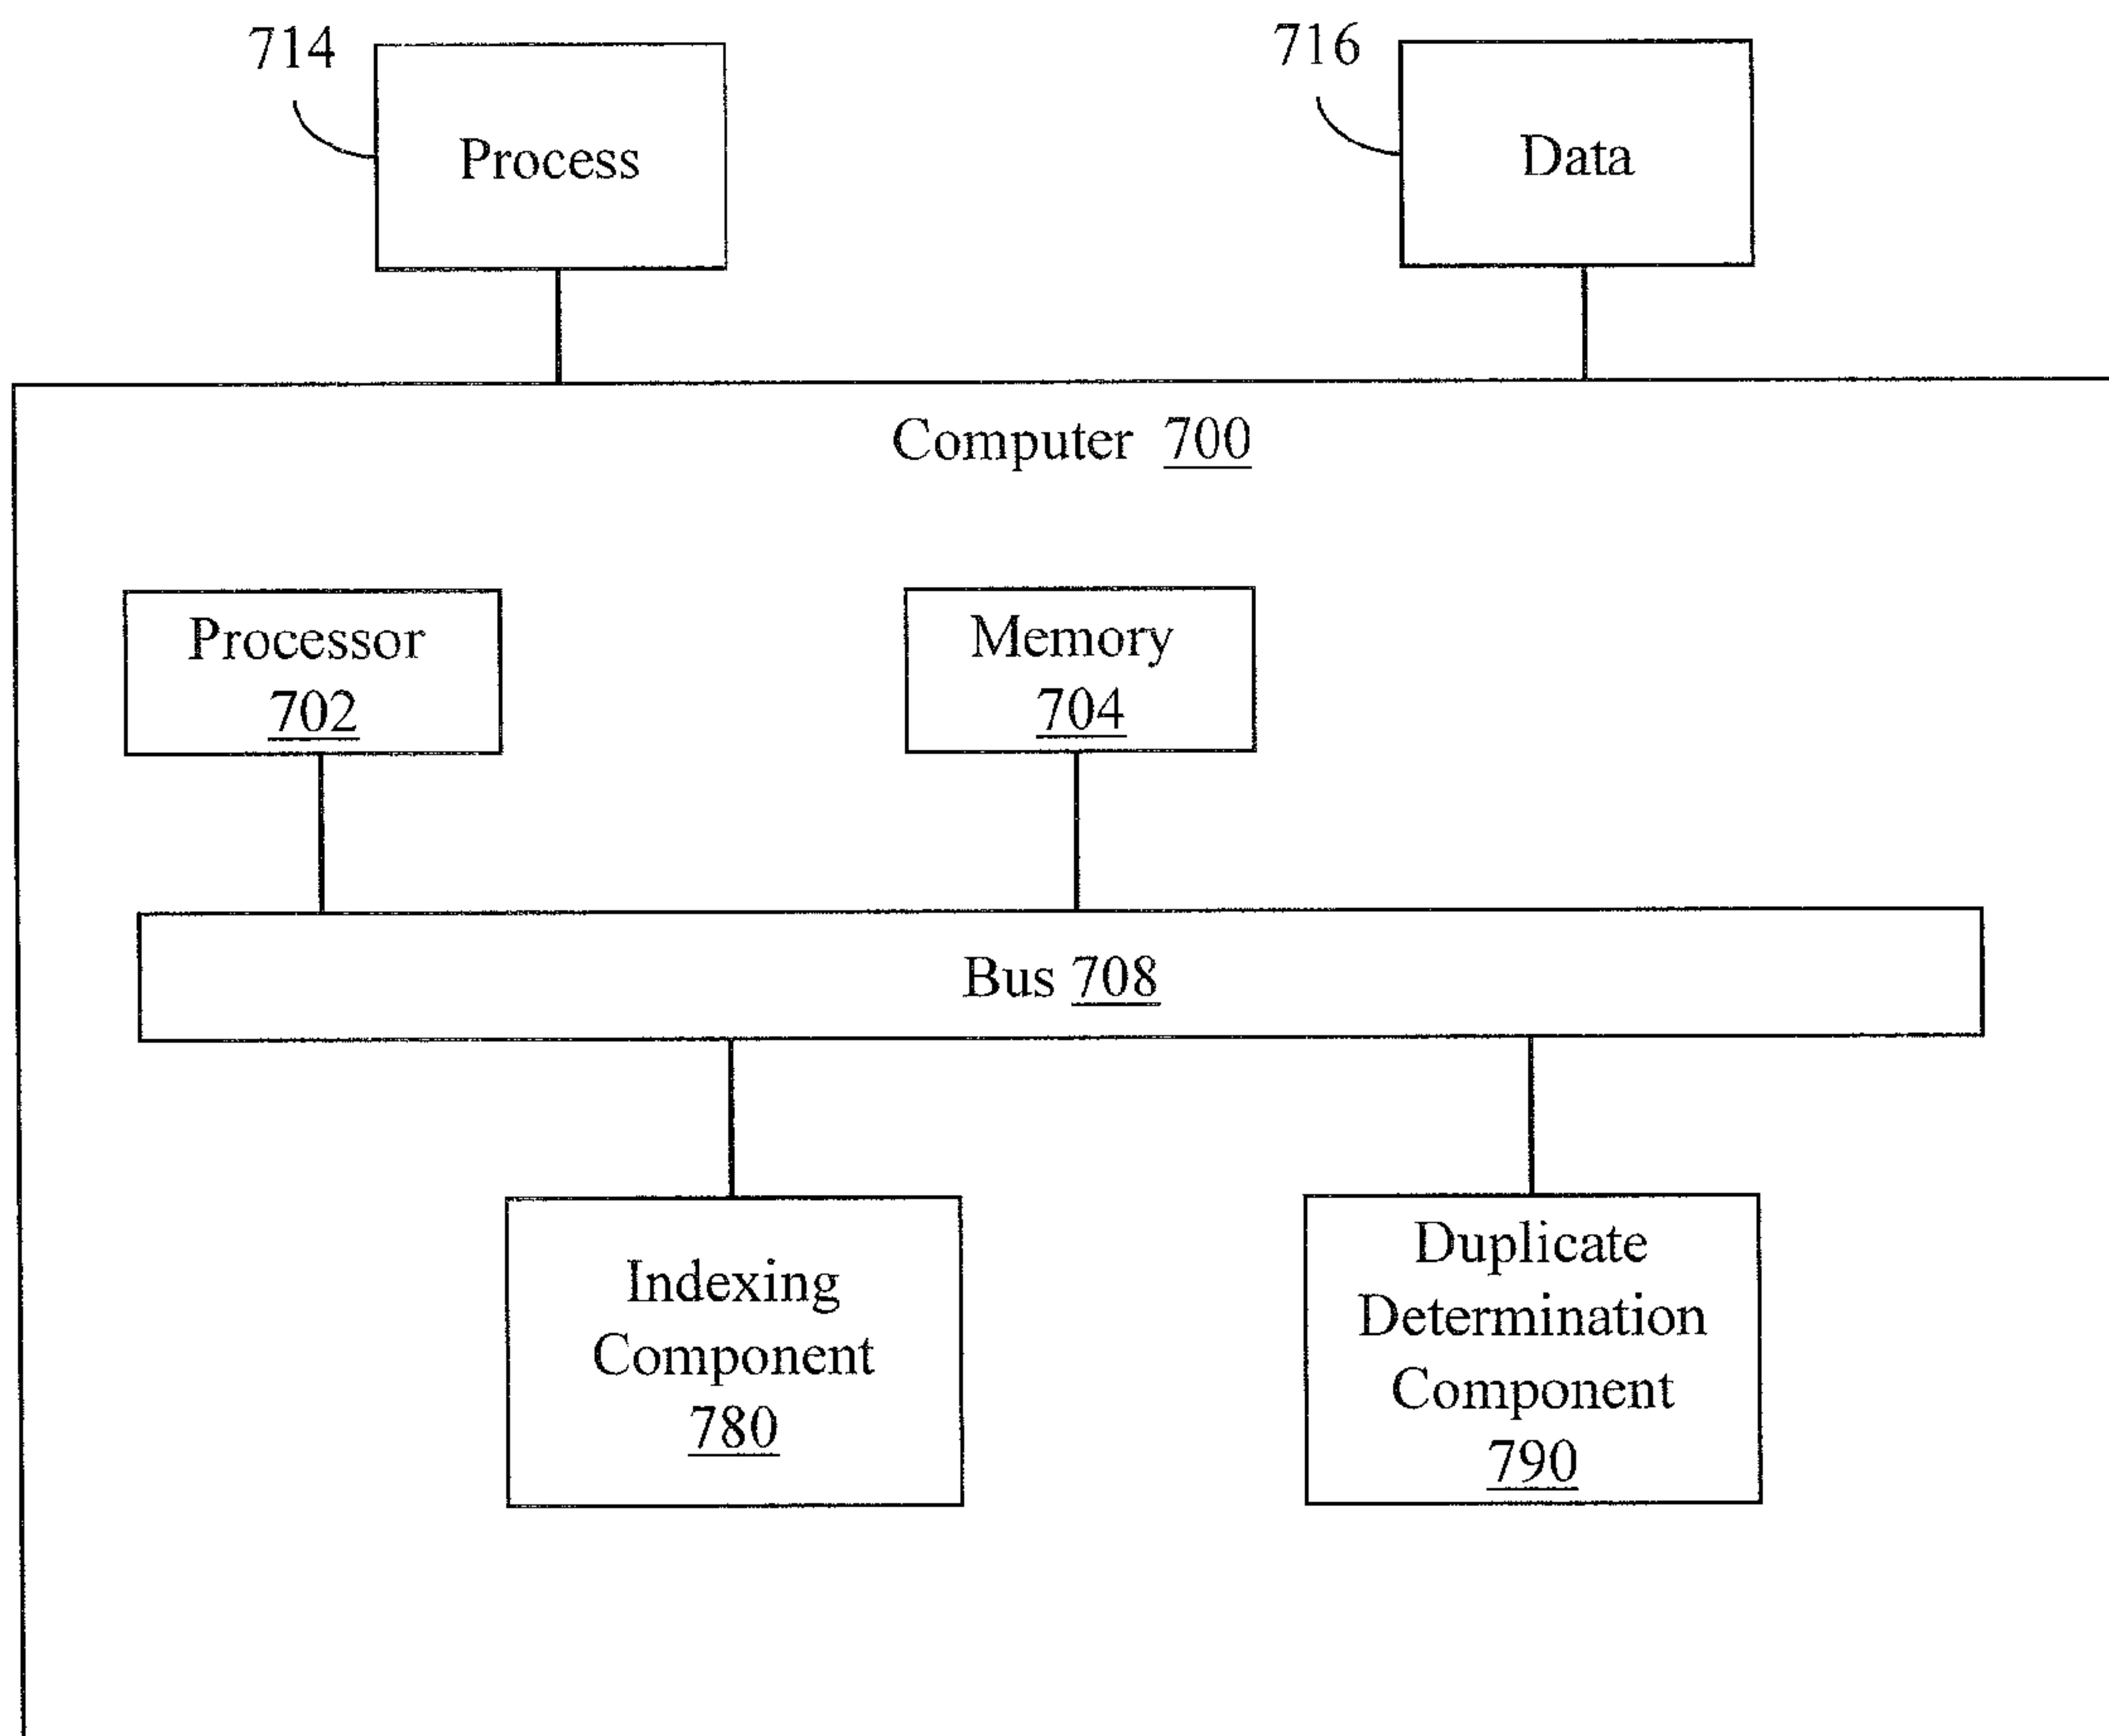 714
Process
716
Data
Computer 700
Processor
702
Memory
704
Bus 708
Indexing
Component
780
Duplicate
Determination
Component
790